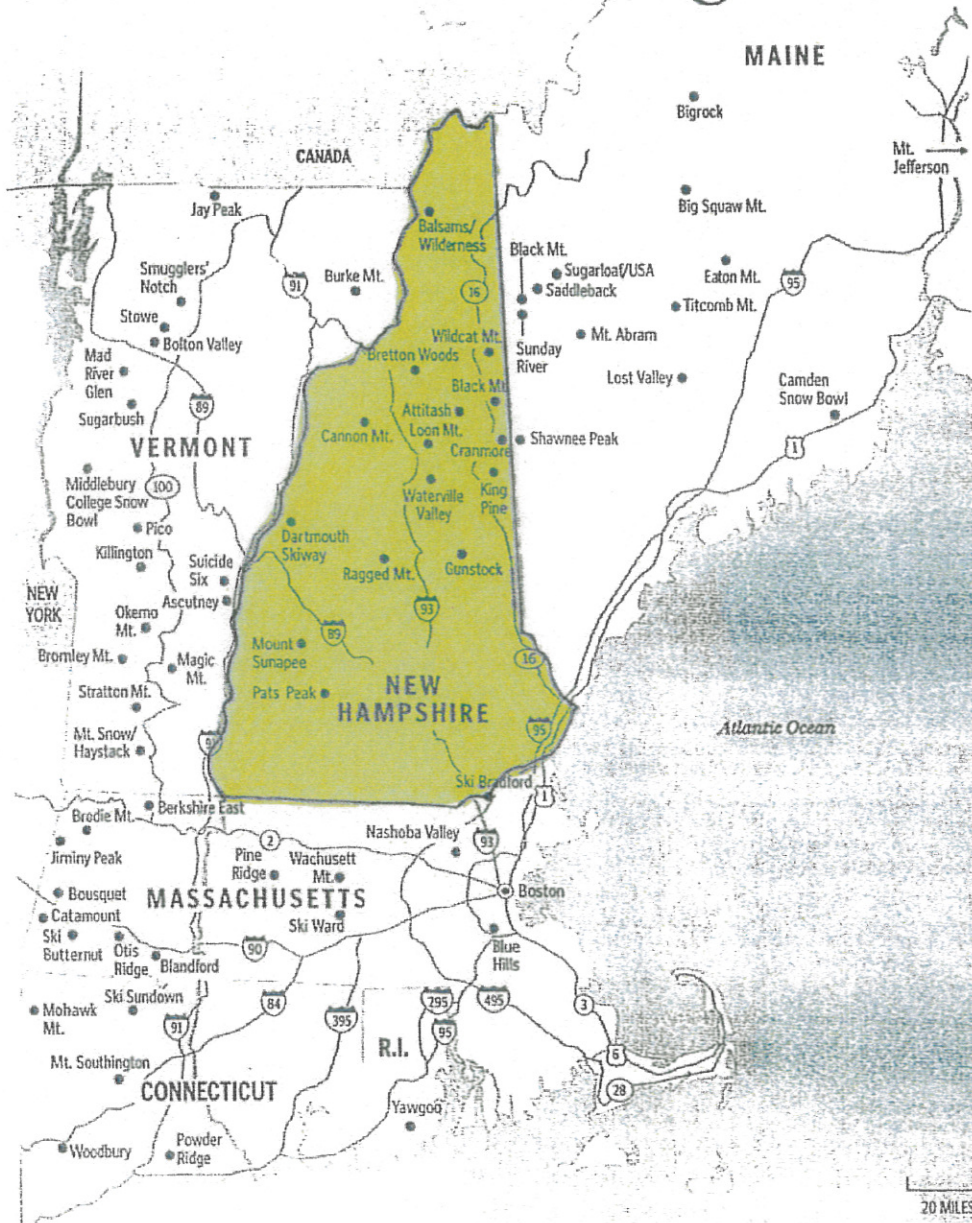 MAINE
Bigrock
CANADA
Mt.
Jefferson
Jay Peak
Big Squaw Mt.
Balsams/
Wilderness
Black Mt.
Smugglers'
Notch
91
Burke Mt.
16
Sugarloaf/USA
Saddleback
Eaton Mt.
95
Titcomb Mt.
Stowe
Bolton Valley
Wildcat Mt.
Sunday
River
Mt. Abram
Mad
River
Glen
Bretton Woods
Lost Valley
Camden
Snow Bowl
Sugarbush
89
Black Mt.
Attitash
Loon Mt.
Cannon Mt.
Cranmore
Shawnee Peak
1
VERMONT
Middlebury
College Snow
Bowl
100
Waterville
Valley
King
Pine
Pico
Dartmouth
Skiway
Killington
Suicide
Six
Ragged Mt.
Gunstock
NEW
YORK
Ascutney
Okemo
Mt.
93
89
Mount
Sunapee
Bromley Mt.
Magic
Mt.
16
Stratton Mt.
Pats Peak
NEW
HAMPSHIRE
Mt. Snow/
Haystack
95
Atlantic Ocean
Ski Bradford
1
Berkshire East
Brodie Mt.
2
Nashoba Valley
93
Jiminy Peak
Pine
Ridge
Wachusett
Mt.
Bousquet
MASSACHUSETTS
Boston
Catamount
Ski Ward
Ski
Butternut
Otis
Ridge
Blandford
90
Blue
Hills
Mohawk
Mt.
Ski Sundown
91
84
395
295
495
95
3
R.I.
Mt. Southington
6
CONNECTICUT
28
Yawgoo
Woodbury
Powder
Ridge
20 MILES